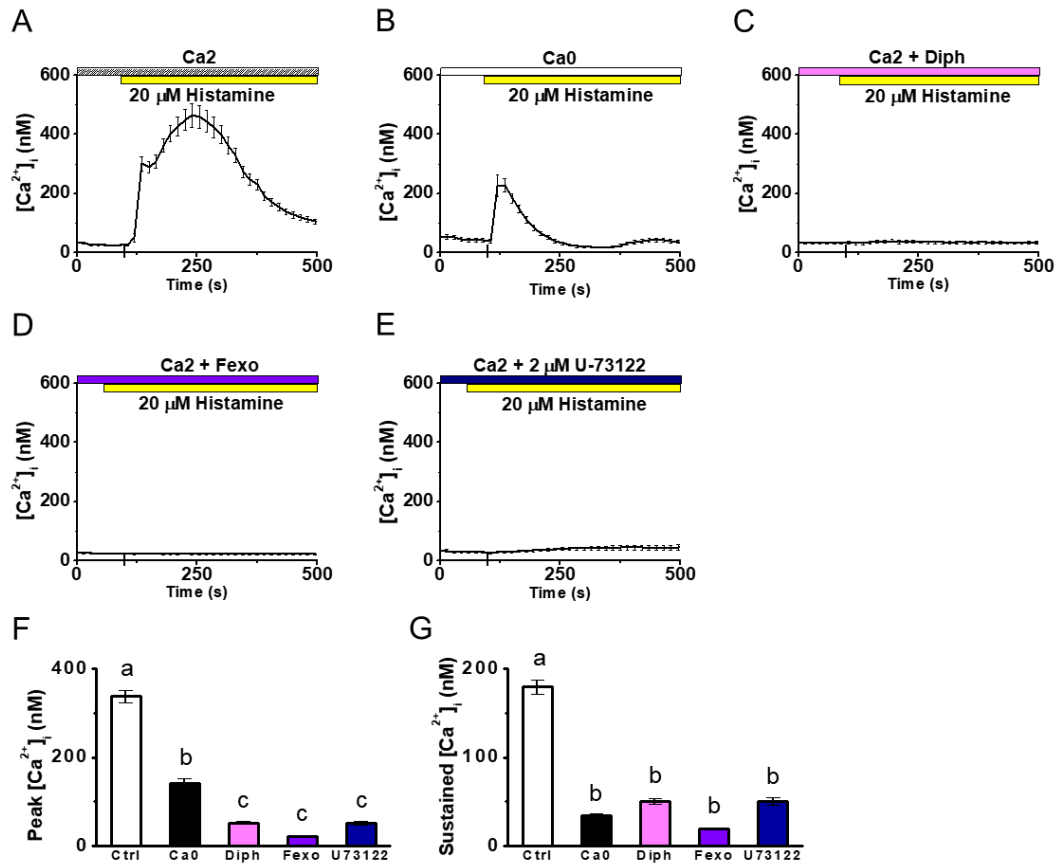 A
Ca2
20 μM Histamine
[Ca²⁺]ᵢ (nM)
600
400
200
0
0 250 500
Time (s)
B
Ca0
20 μM Histamine
[Ca²⁺]ᵢ (nM)
600
400
200
0
0 250 500
Time (s)
C
Ca2 + Diph
20 μM Histamine
[Ca²⁺]ᵢ (nM)
600
400
200
0
0 250 500
Time (s)
D
Ca2 + Fexo
20 μM Histamine
[Ca²⁺]ᵢ (nM)
600
400
200
0
0 250 500
Time (s)
E
Ca2 + 2 μM U-73122
20 μM Histamine
[Ca²⁺]ᵢ (nM)
600
400
200
0
0 250 500
Time (s)
F
Peak [Ca²⁺]ᵢ (nM)
400
200
0
a
b
c c c
Ctrl Ca0 Diph Fexo U73122
G
Sustained [Ca²⁺]ᵢ (nM)
200
100
0
a
b b b b
Ctrl Ca0 Diph Fexo U73122